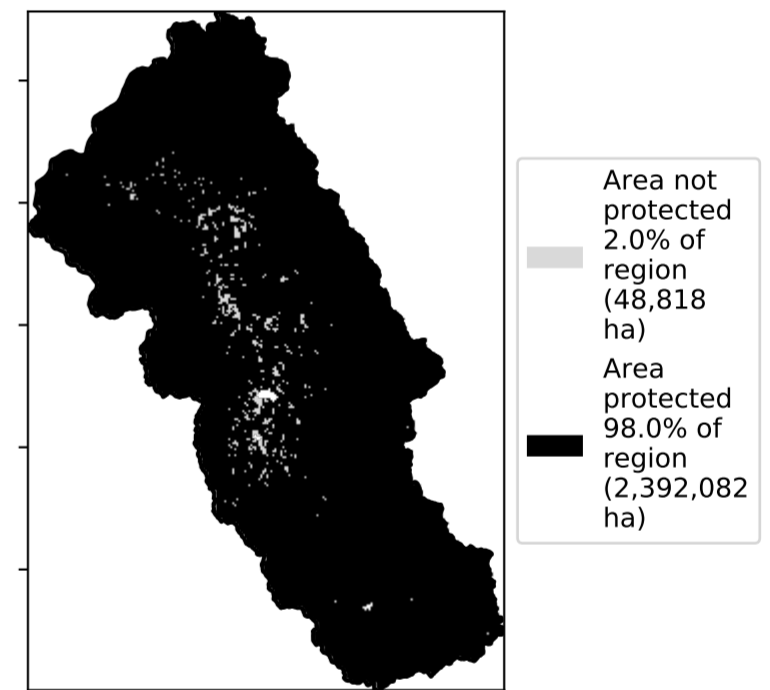 Area not
protected
2.0% of
region
(48,818
ha)
Area
protected
98.0% of
region
(2,392,082
ha)